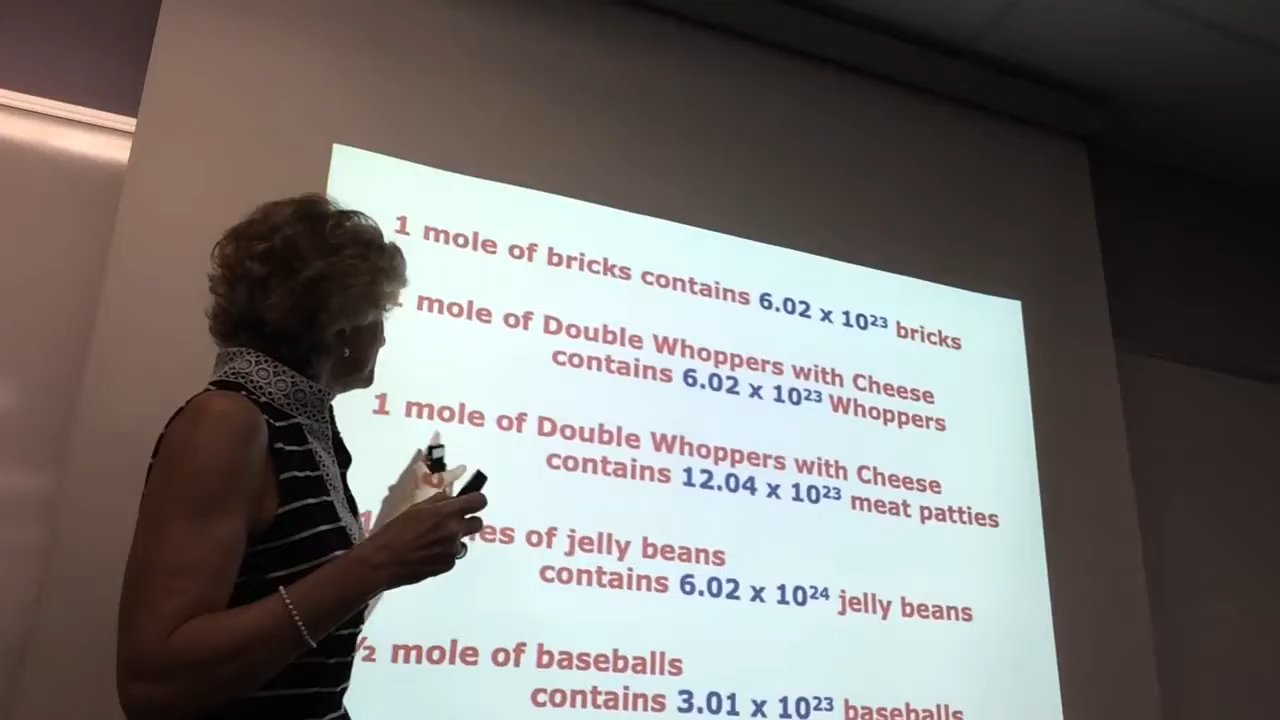 1 mole of bricks contains 6.02 x 10²³ bricks
mole of Double Whoppers with Cheese
contains 6.02 x 10²³ Whoppers
1 mole of Double Whoppers with Cheese
contains 12.04 x 10²³ meat patties
of jelly beans
contains 6.02 x 10²⁴ jelly beans
½ mole of baseballs
contains 3.01 x 10²³ baseballs